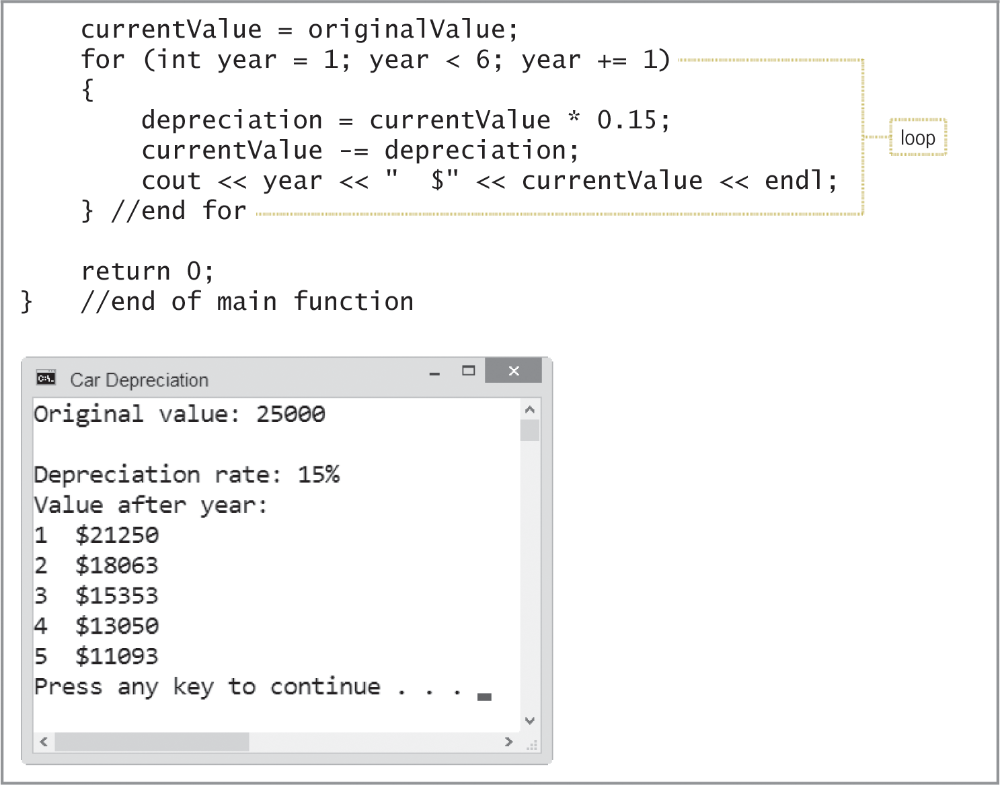 currentValue = originalValue;
for (int year = 1; year < 6; year += 1)
{
depreciation = currentValue * 0.15;
currentValue -= depreciation;
cout << year << "  $" << currentValue << endl;
} //end for
loop
return 0;
} //end of main function
C:\. Car Depreciation
Original value: 25000
Depreciation rate: 15%
Value after year:
1  $21250
2  $18063
3  $15353
4  $13050
5  $11093
Press any key to continue . . . _